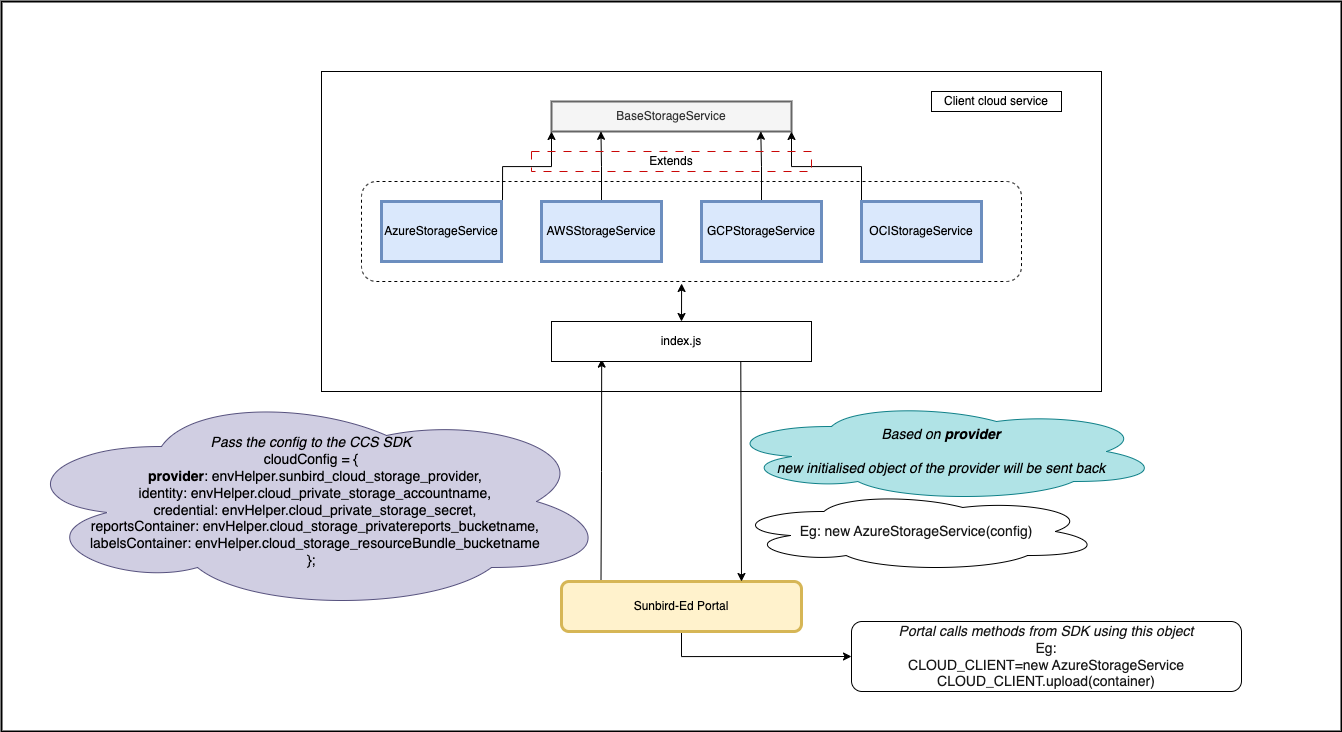 Client cloud service
BaseStorageService
Extends
AzureStorageService
AWSStorageService
GCPStorageService
OCIStorageService
index.js
Pass the config to the CCS SDK
cloudConfig = {
provider: envHelper.sunbird_cloud_storage_provider,
identity: envHelper.cloud_private_storage_accountname,
credential: envHelper.cloud_private_storage_secret,
reportsContainer: envHelper.cloud_storage_privatereports_bucketname,
labelsContainer: envHelper.cloud_storage_resourceBundle_bucketname
};
Based on provider
new initialised object of the provider will be sent back
Eg: new AzureStorageService(config)
Sunbird-Ed Portal
Portal calls methods from SDK using this object
Eg:
CLOUD_CLIENT=new AzureStorageService
CLOUD_CLIENT.upload(container)